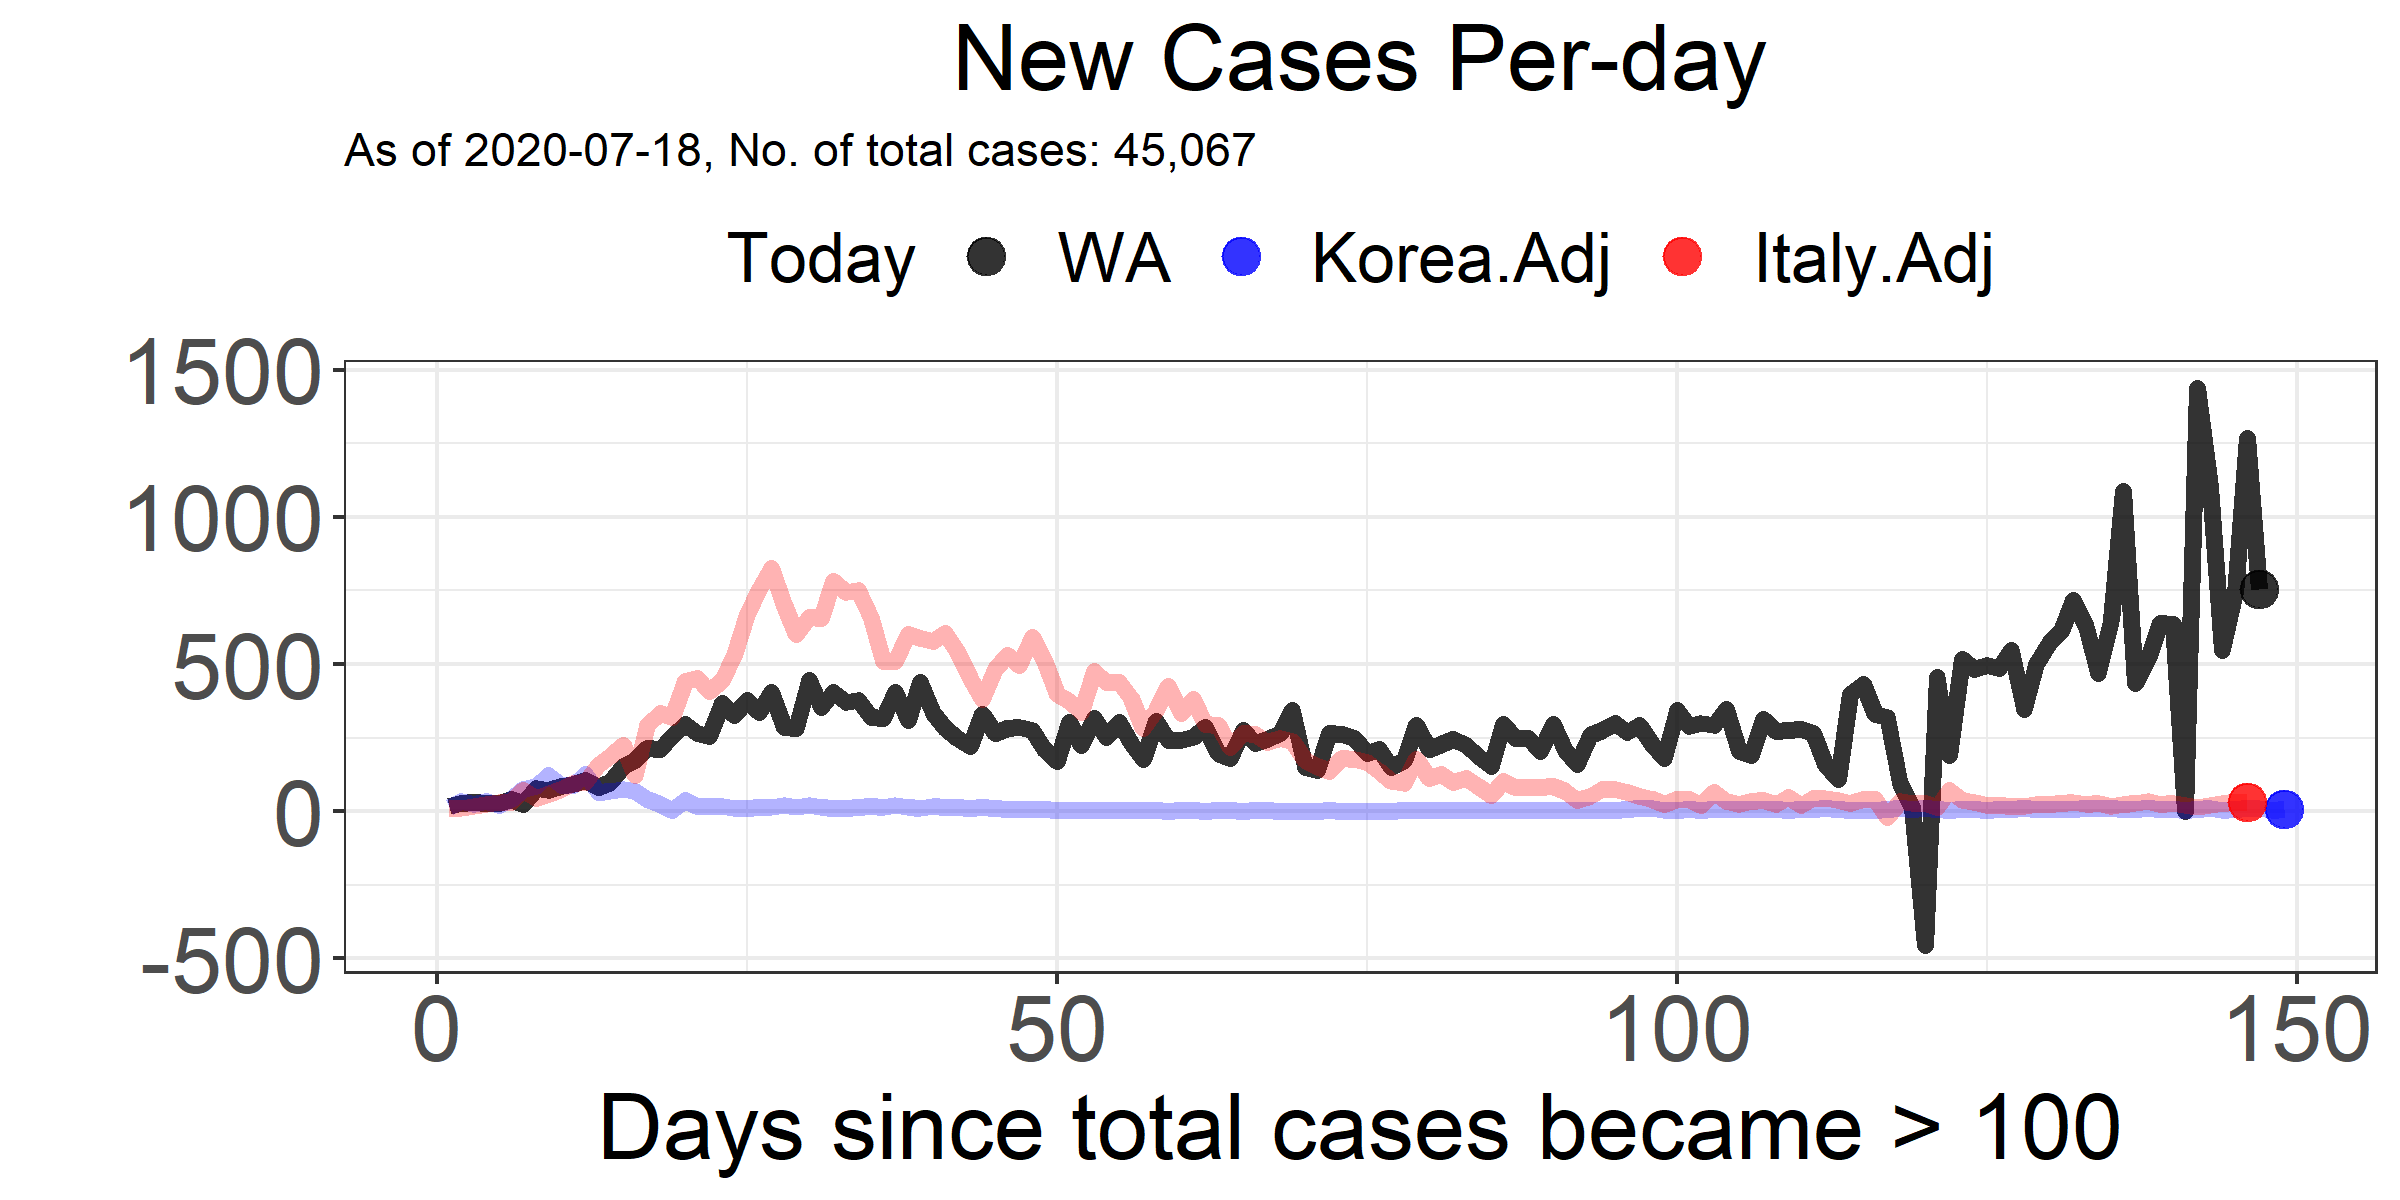 New Cases Per-day
As of 2020-07-18, No. of total cases: 45,067
Today WA Korea.Adj Italy.Adj
1500
1000
500
0
-500
0 50 100 150
Days since total cases became > 100